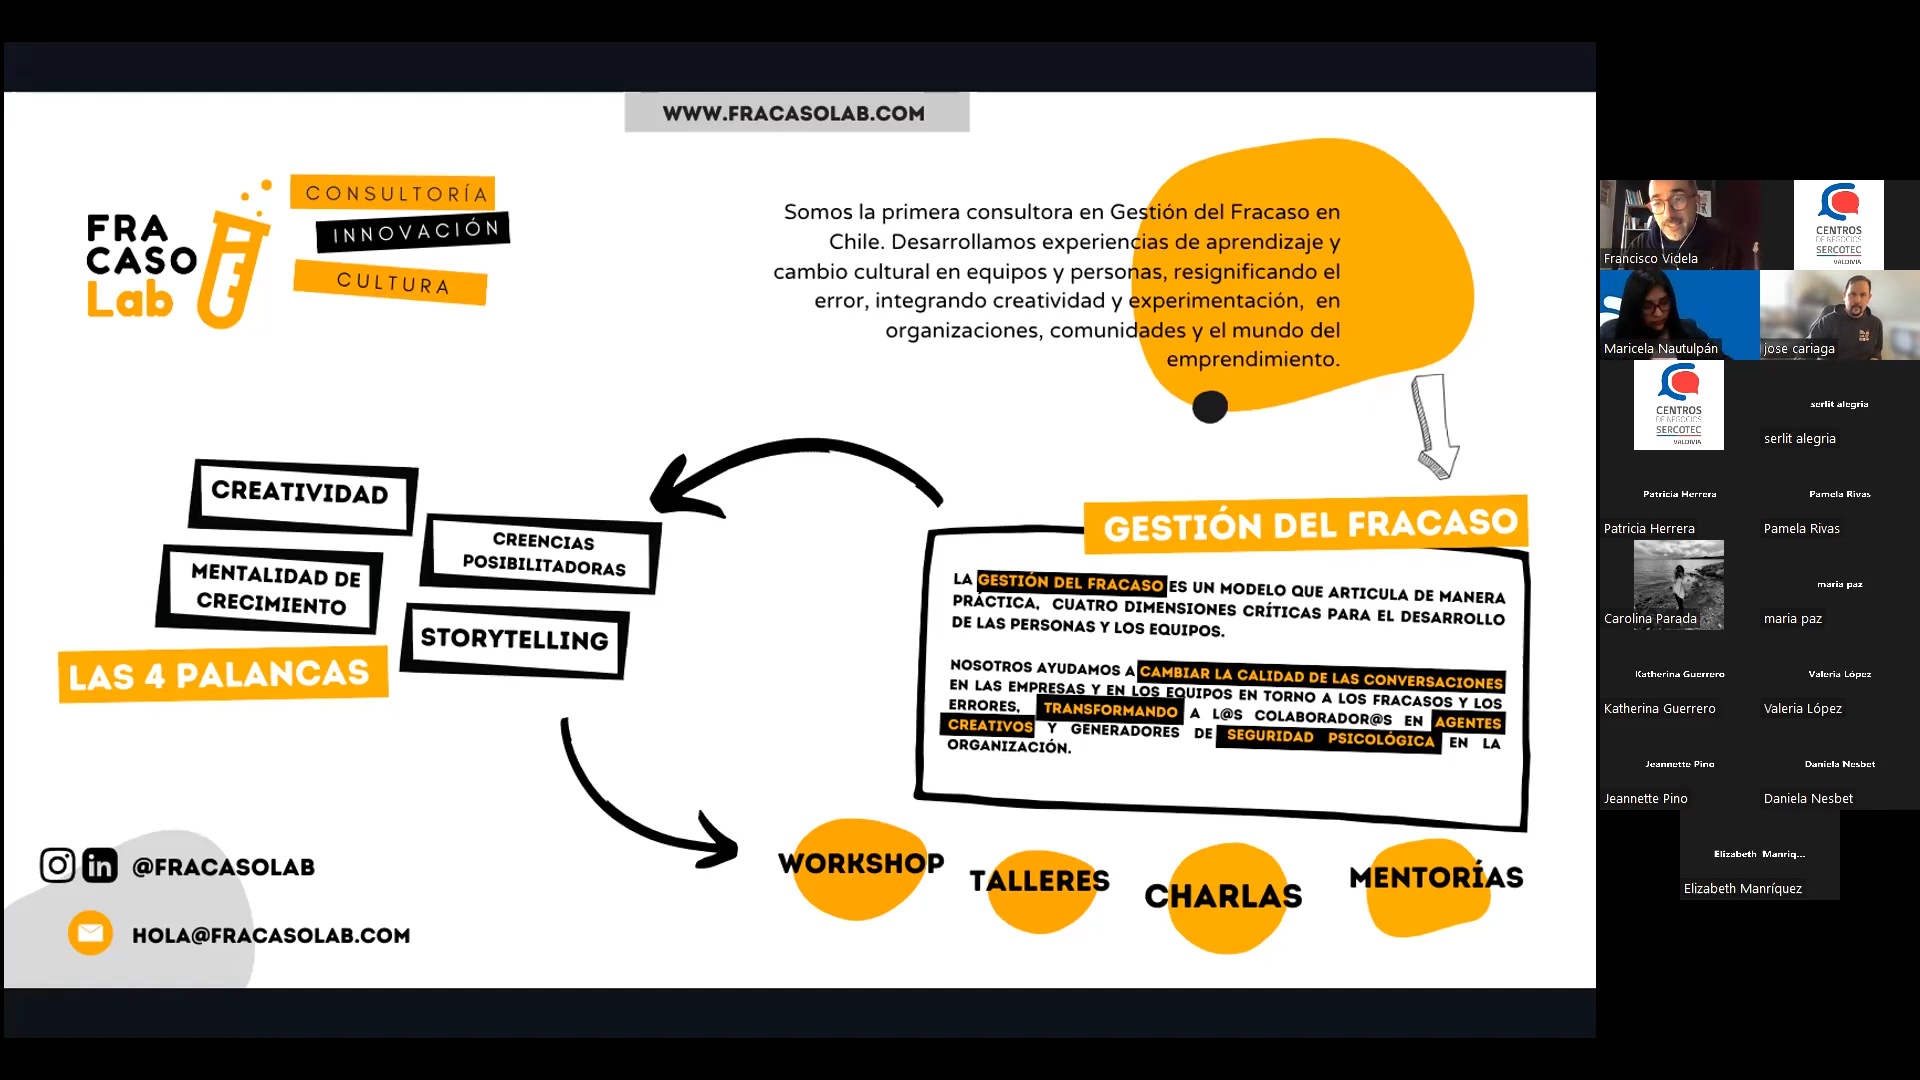 WWW.FRACASOLAB.COM
FRA
CASO
Lab
CONSULTORÍA
INNOVACIÓN
CULTURA
Somos la primera consultora en Gestión del Fracaso en
Chile. Desarrollamos experiencias de aprendizaje y
cambio cultural en equipos y personas, resignificando el
error, integrando creatividad y experimentación, en
organizaciones, comunidades y el mundo del
emprendimiento.
CREATIVIDAD
CREENCIAS
POSIBILITADORAS
MENTALIDAD DE
CRECIMIENTO
STORYTELLING
LAS 4 PALANCAS
GESTIÓN DEL FRACASO
LA GESTIÓN DEL FRACASO ES UN MODELO QUE ARTICULA DE MANERA
PRÁCTICA, CUATRO DIMENSIONES CRÍTICAS PARA EL DESARROLLO
DE LAS PERSONAS Y LOS EQUIPOS.
NOSOTROS AYUDAMOS A CAMBIAR LA CALIDAD DE LAS CONVERSACIONES
EN LAS EMPRESAS Y EN LOS EQUIPOS EN TORNO A LOS FRACASOS Y LOS
ERRORES, TRANSFORMANDO A L@S COLABORADOR@S EN AGENTES
CREATIVOS Y GENERADORES DE SEGURIDAD PSICOLÓGICA EN LA
ORGANIZACIÓN.
WORKSHOP
TALLERES
CHARLAS
MENTORÍAS
@FRACASOLAB
HOLA@FRACASOLAB.COM
Francisco Videla
CENTROS
DE NEGOCIOS
SERCOTEC
VALDIVIA
Maricela Nautulpán
jose cariaga
CENTROS
DE NEGOCIOS
SERCOTEC
VALDIVIA
serlit alegria
serlit alegria
Patricia Herrera
Patricia Herrera
Pamela Rivas
Pamela Rivas
Carolina Parada
maria paz
maria paz
Katherina Guerrero
Katherina Guerrero
Valeria López
Valeria López
Jeannette Pino
Jeannette Pino
Daniela Nesbet
Daniela Nesbet
Elizabeth Manriq...
Elizabeth Manríquez